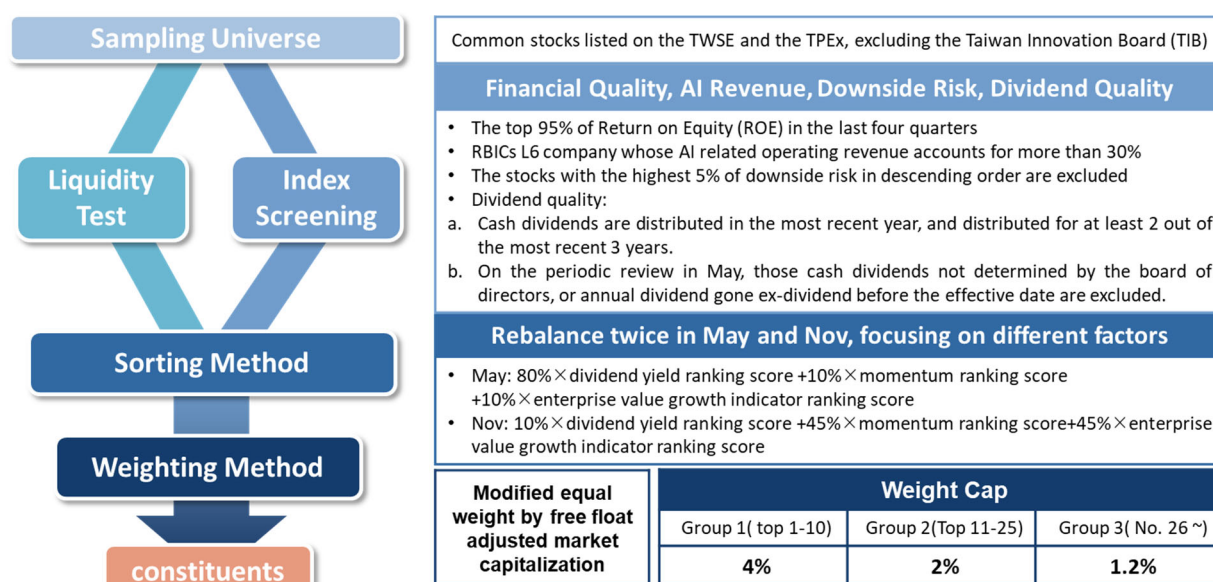 Sampling Universe
Liquidity
Test
Index
Screening
Sorting Method
Weighting Method
constituents
Common stocks listed on the TWSE and the TPEx, excluding the Taiwan Innovation Board (TIB)
Financial Quality, AI Revenue, Downside Risk, Dividend Quality
• The top 95% of Return on Equity (ROE) in the last four quarters
• RBICs L6 company whose AI related operating revenue accounts for more than 30%
• The stocks with the highest 5% of downside risk in descending order are excluded
• Dividend quality:
a. Cash dividends are distributed in the most recent year, and distributed for at least 2 out of
the most recent 3 years.
b. On the periodic review in May, those cash dividends not determined by the board of
directors, or annual dividend gone ex-dividend before the effective date are excluded.
Rebalance twice in May and Nov, focusing on different factors
• May: 80%×dividend yield ranking score +10%×momentum ranking score
+10%×enterprise value growth indicator ranking score
• Nov: 10%×dividend yield ranking score +45%×momentum ranking score+45%×enterprise
value growth indicator ranking score
Modified equal
weight by free float
adjusted market
capitalization
Weight Cap
Group 1( top 1-10) Group 2(Top 11-25) Group 3( No. 26 ~)
4% 2% 1.2%